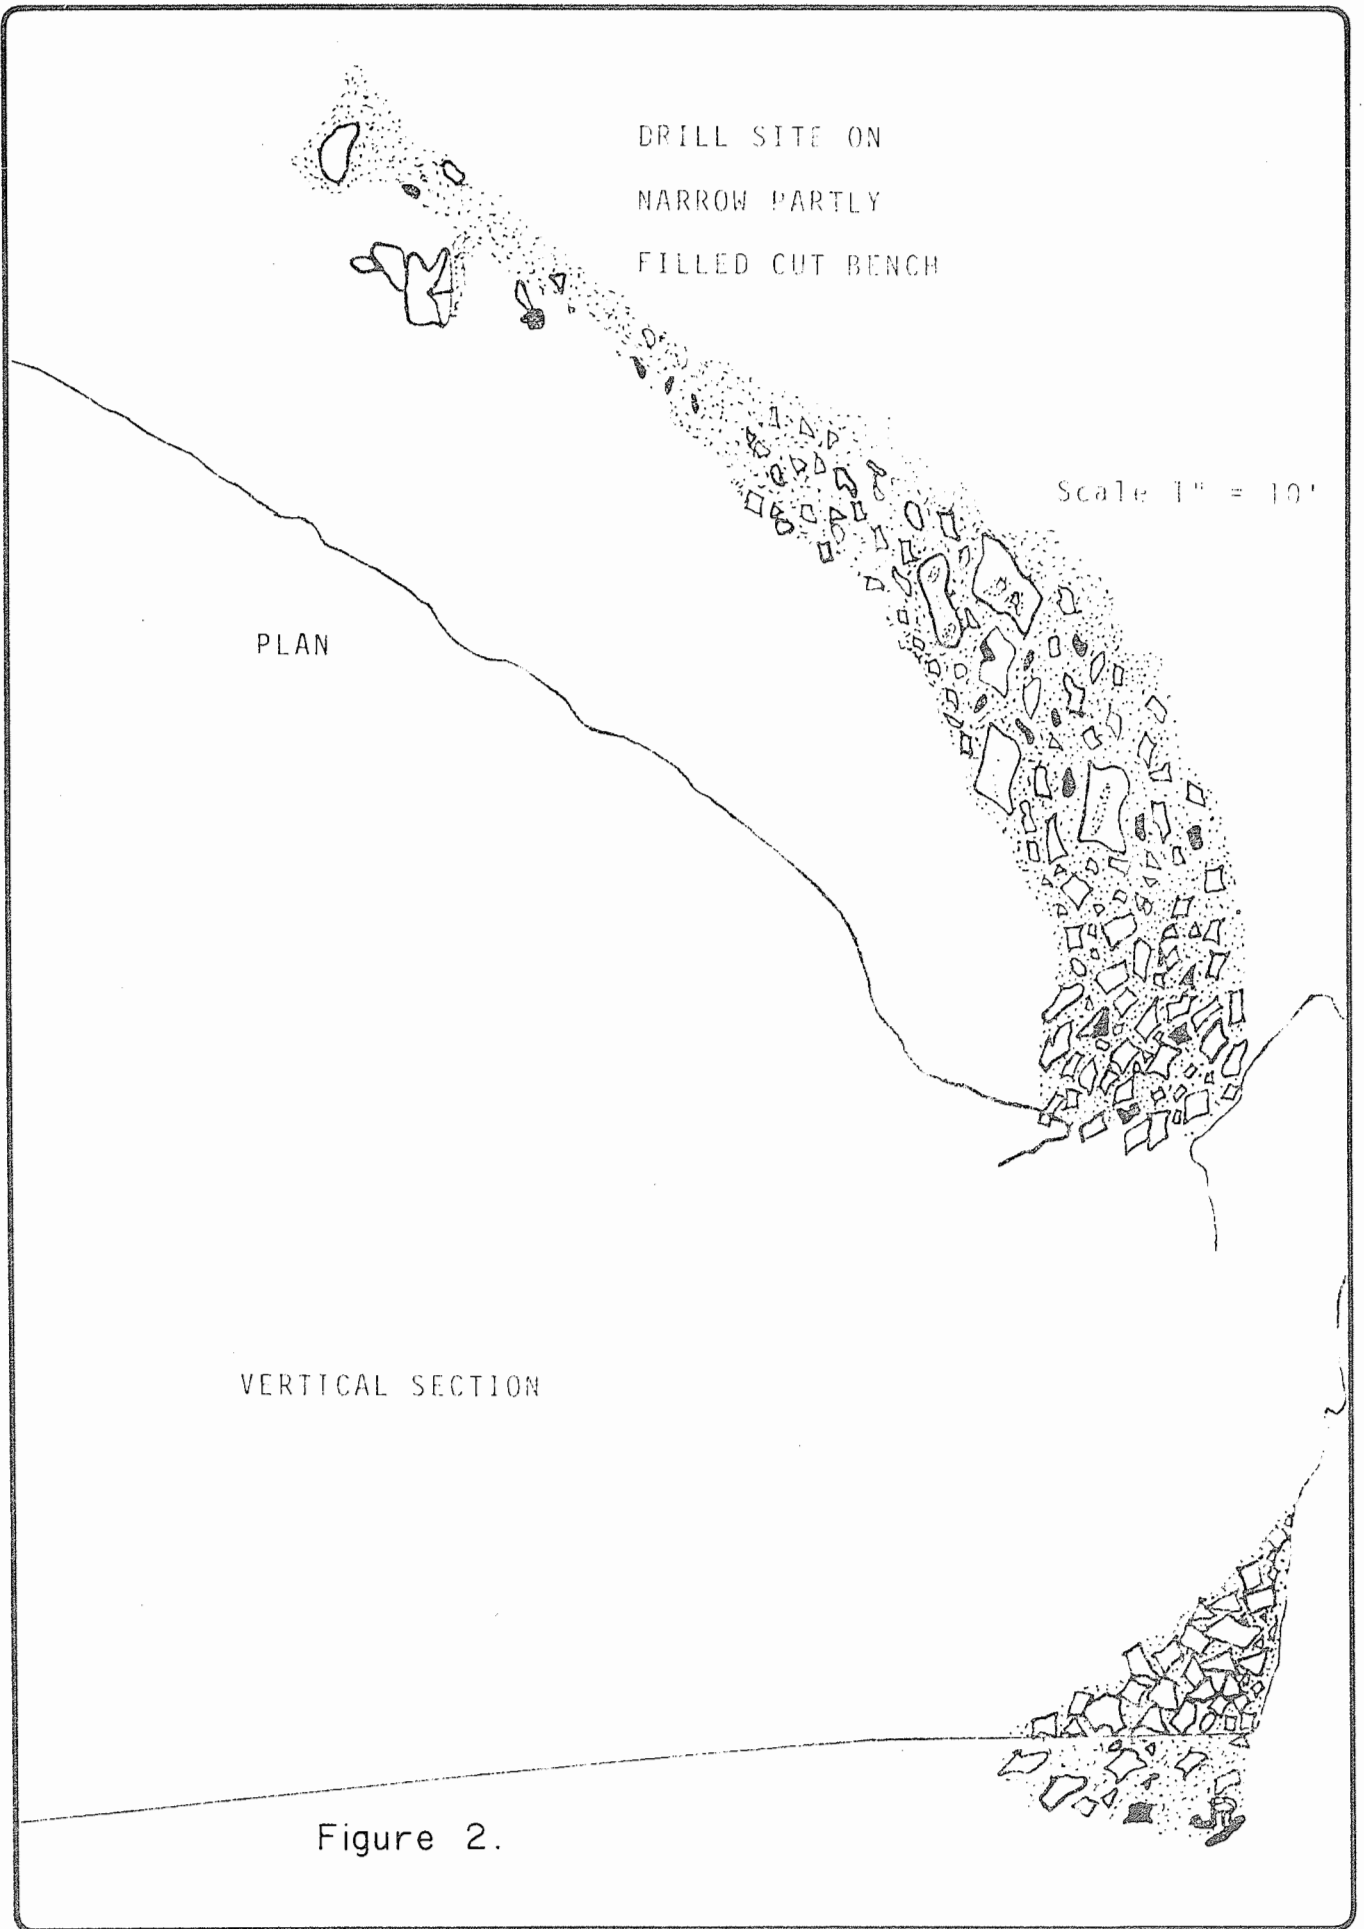 DRILL SITE ON
NARROW PARTLY
FILLED CUT BENCH
Scale 1" = 10'
PLAN
VERTICAL SECTION
Figure 2.